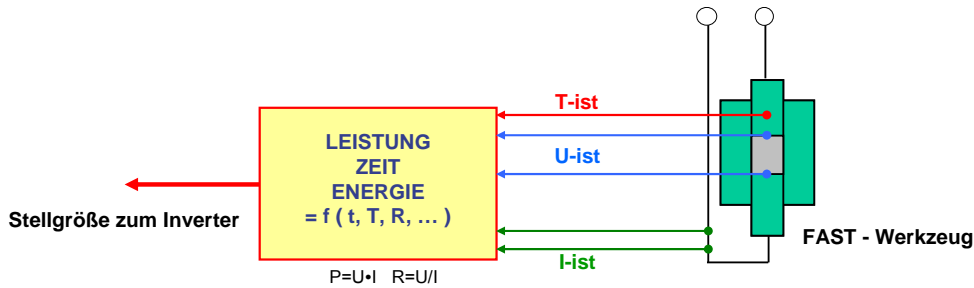 T-ist
LEISTUNG
ZEIT
ENERGIE
= f ( t, T, R, … )
U-ist
Stellgröße zum Inverter
FAST - Werkzeug
I-ist
P=U•I R=U/I